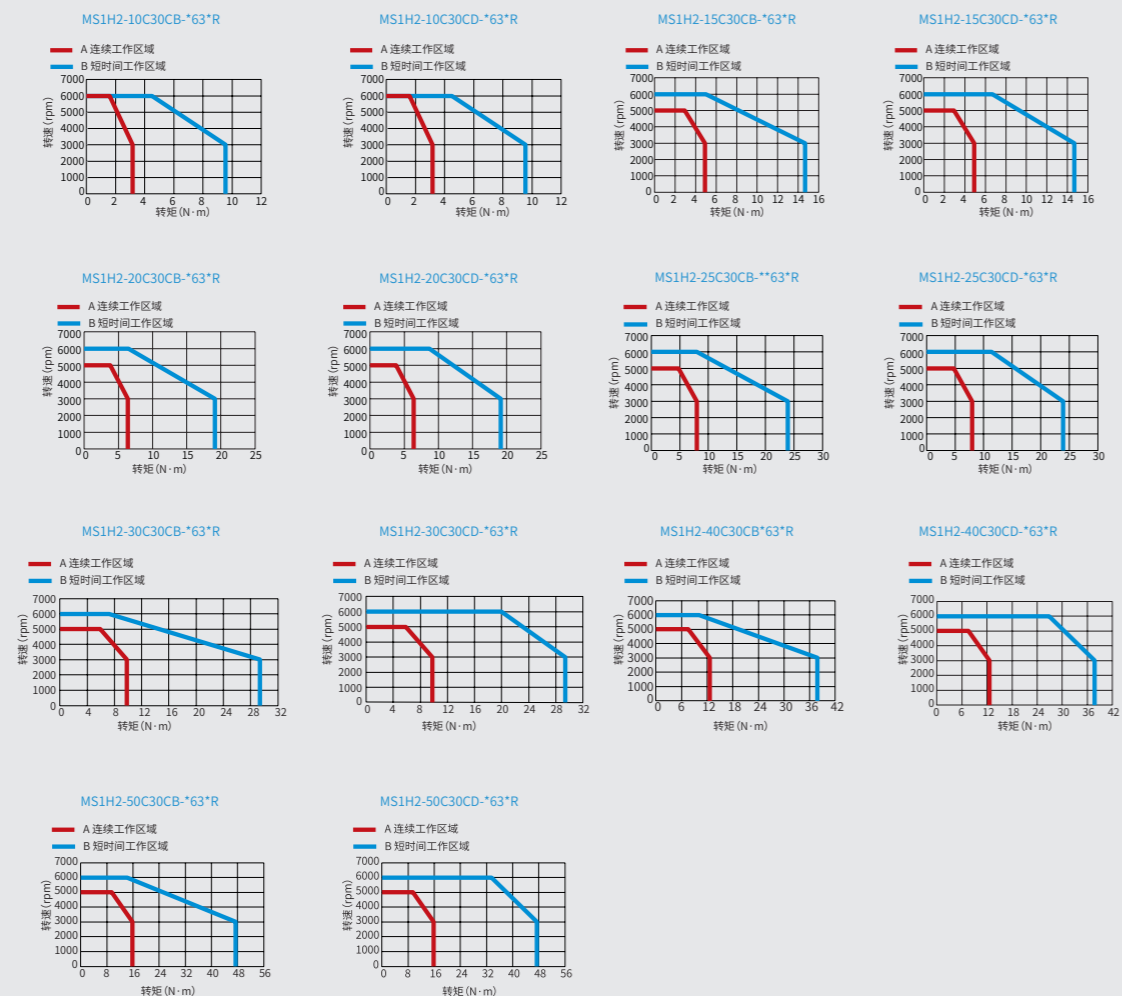 MS1H2-10C30CB-*63*R
A 连续工作区域
B 短时间工作区域
转速 (rpm)
7000
6000
5000
4000
3000
2000
1000
0
0 2 4 6 8 10 12
转矩 (N·m)
MS1H2-10C30CD-*63*R
A 连续工作区域
B 短时间工作区域
转速 (rpm)
7000
6000
5000
4000
3000
2000
1000
0
0 2 4 6 8 10 12
转矩 (N·m)
MS1H2-15C30CB-*63*R
A 连续工作区域
B 短时间工作区域
转速 (rpm)
7000
6000
5000
4000
3000
2000
1000
0
0 2 4 6 8 10 12 14 16
转矩 (N·m)
MS1H2-15C30CD-*63*R
A 连续工作区域
B 短时间工作区域
转速 (rpm)
7000
6000
5000
4000
3000
2000
1000
0
0 2 4 6 8 10 12 14 16
转矩 (N·m)
MS1H2-20C30CB-*63*R
A 连续工作区域
B 短时间工作区域
转速 (rpm)
7000
6000
5000
4000
3000
2000
1000
0
0 5 10 15 20 25
转矩 (N·m)
MS1H2-20C30CD-*63*R
A 连续工作区域
B 短时间工作区域
转速 (rpm)
7000
6000
5000
4000
3000
2000
1000
0
0 5 10 15 20 25
转矩 (N·m)
MS1H2-25C30CB-**63*R
A 连续工作区域
B 短时间工作区域
转速 (rpm)
7000
6000
5000
4000
3000
2000
1000
0
0 5 10 15 20 25 30
转矩 (N·m)
MS1H2-25C30CD-*63*R
A 连续工作区域
B 短时间工作区域
转速 (rpm)
7000
6000
5000
4000
3000
2000
1000
0
0 5 10 15 20 25 30
转矩 (N·m)
MS1H2-30C30CB-*63*R
A 连续工作区域
B 短时间工作区域
转速 (rpm)
7000
6000
5000
4000
3000
2000
1000
0
0 4 8 12 16 20 24 28 32
转矩 (N·m)
MS1H2-30C30CD-*63*R
A 连续工作区域
B 短时间工作区域
转速 (rpm)
7000
6000
5000
4000
3000
2000
1000
0
0 4 8 12 16 20 24 28 32
转矩 (N·m)
MS1H2-40C30CB*63*R
A 连续工作区域
B 短时间工作区域
转速 (rpm)
7000
6000
5000
4000
3000
2000
1000
0
0 6 12 18 24 30 36 42
转矩 (N·m)
MS1H2-40C30CD-*63*R
A 连续工作区域
B 短时间工作区域
转速 (rpm)
7000
6000
5000
4000
3000
2000
1000
0
0 6 12 18 24 30 36 42
转矩 (N·m)
MS1H2-50C30CB-*63*R
A 连续工作区域
B 短时间工作区域
转速 (rpm)
7000
6000
5000
4000
3000
2000
1000
0
0 8 16 24 32 40 48 56
转矩 (N·m)
MS1H2-50C30CD-*63*R
A 连续工作区域
B 短时间工作区域
转速 (rpm)
7000
6000
5000
4000
3000
2000
1000
0
0 8 16 24 32 40 48 56
转矩 (N·m)